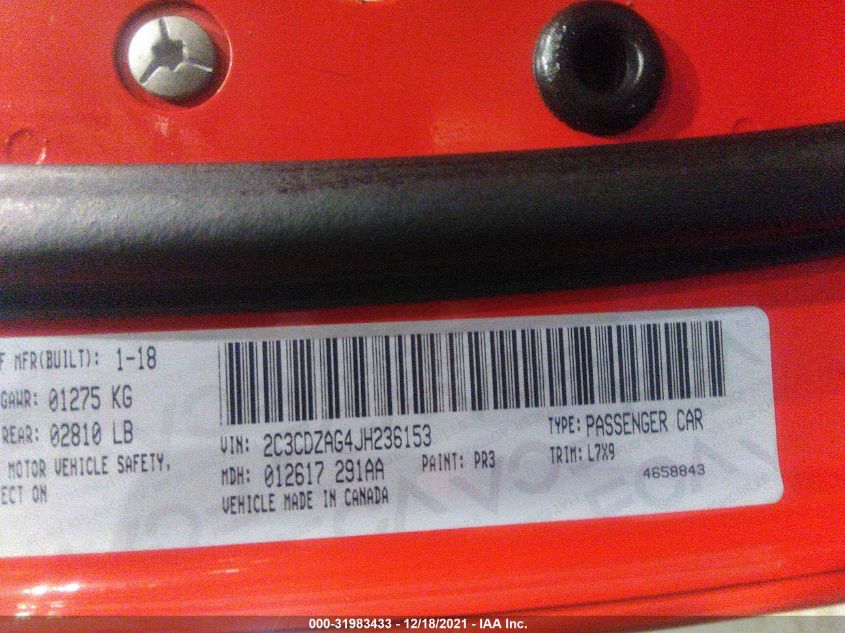 F MFR(BUILT): 1-18
GAWR: 01275 KG
REAR: 02810 LB
MOTOR VEHICLE SAFETY,
ECT ON
VIN: 2C3CDZAG4JH236153
TYPE: PASSENGER CAR
MDH: 012617 291AA
PAINT: PR3
TRIM: L7X9
VEHICLE MADE IN CANADA
4658843
000-31983433 - 12/18/2021 - IAA Inc.